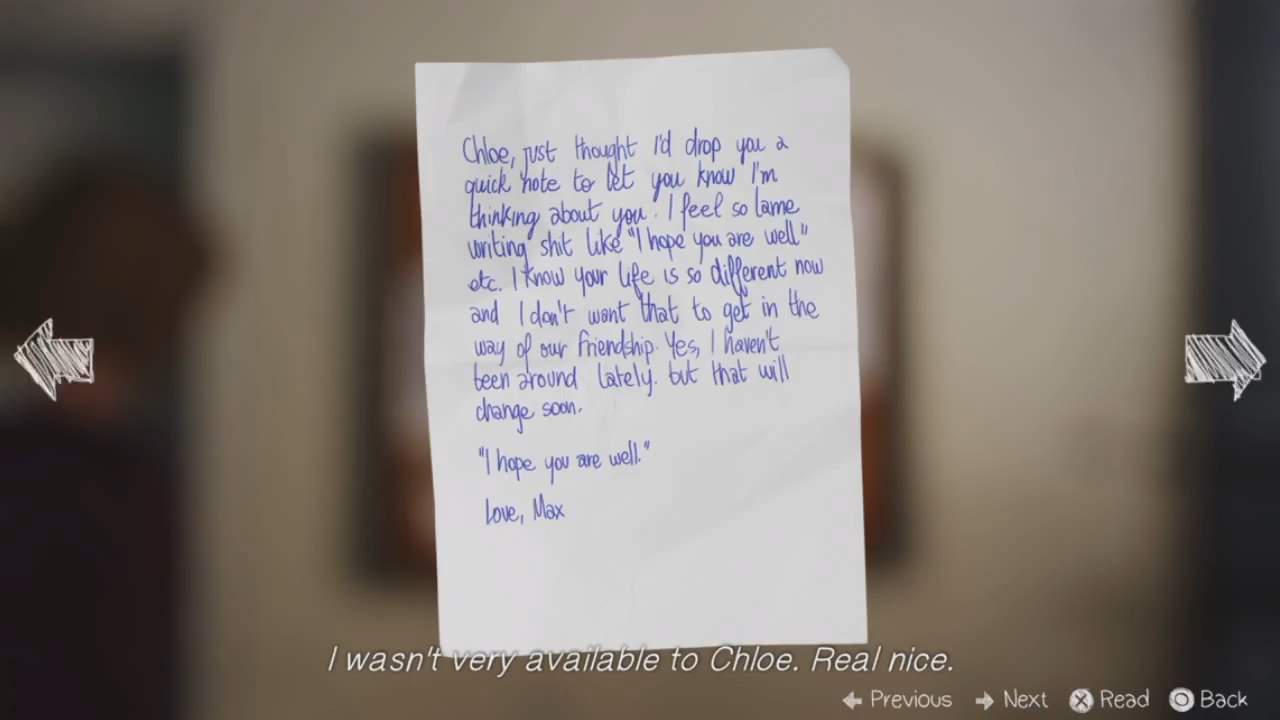 Chloe, just thought I'd drop you a
quick note to let you know I'm
thinking about you. I feel so lame
writing shit like "I hope you are well"
etc. I know your life is so different now
and I don't want that to get in the
way of our friendship. Yes, I haven't
been around lately. but that will
change soon.
"I hope you are well."
Love, Max
I wasn't very available to Chloe. Real nice.
Previous Next Read Back